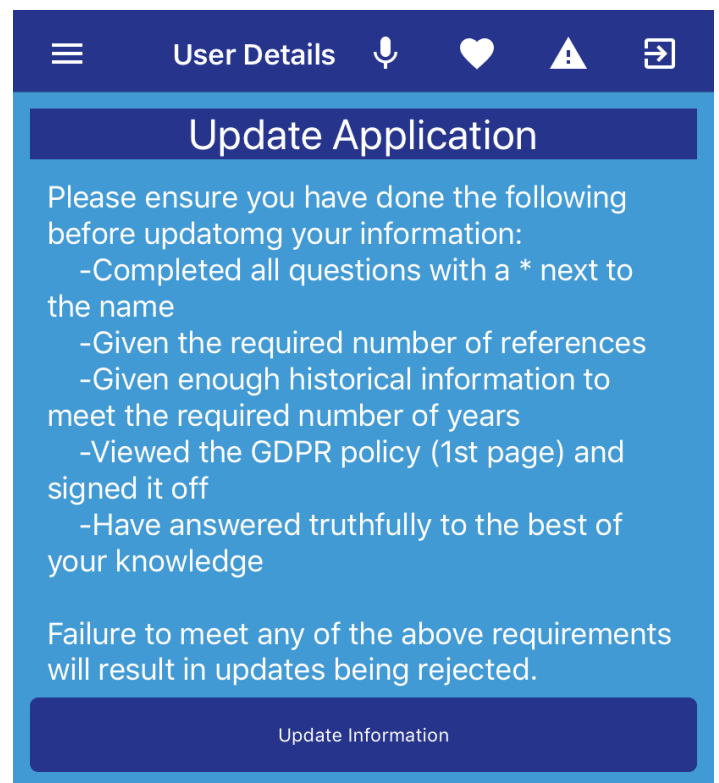 User Details
Update Application
Please ensure you have done the following
before updatomg your information:
-Completed all questions with a * next to
the name
-Given the required number of references
-Given enough historical information to
meet the required number of years
-Viewed the GDPR policy (1st page) and
signed it off
-Have answered truthfully to the best of
your knowledge
Failure to meet any of the above requirements
will result in updates being rejected.
Update Information